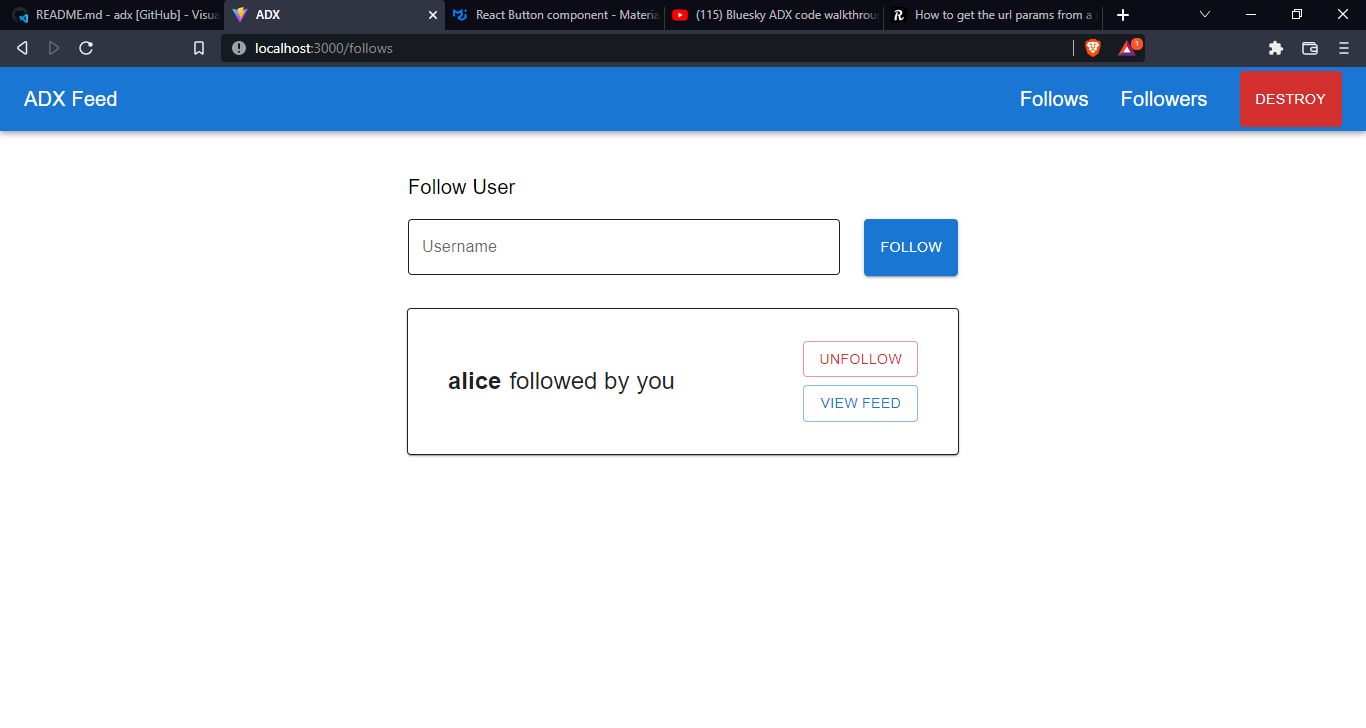 README.md - adx [GitHub] - Visua
ADX
React Button component - Materia
(115) Bluesky ADX code walkthrou
How to get the url params from a
localhost:3000/follows
1
ADX Feed
Follows
Followers
DESTROY
Follow User
Username
FOLLOW
alice followed by you
UNFOLLOW
VIEW FEED